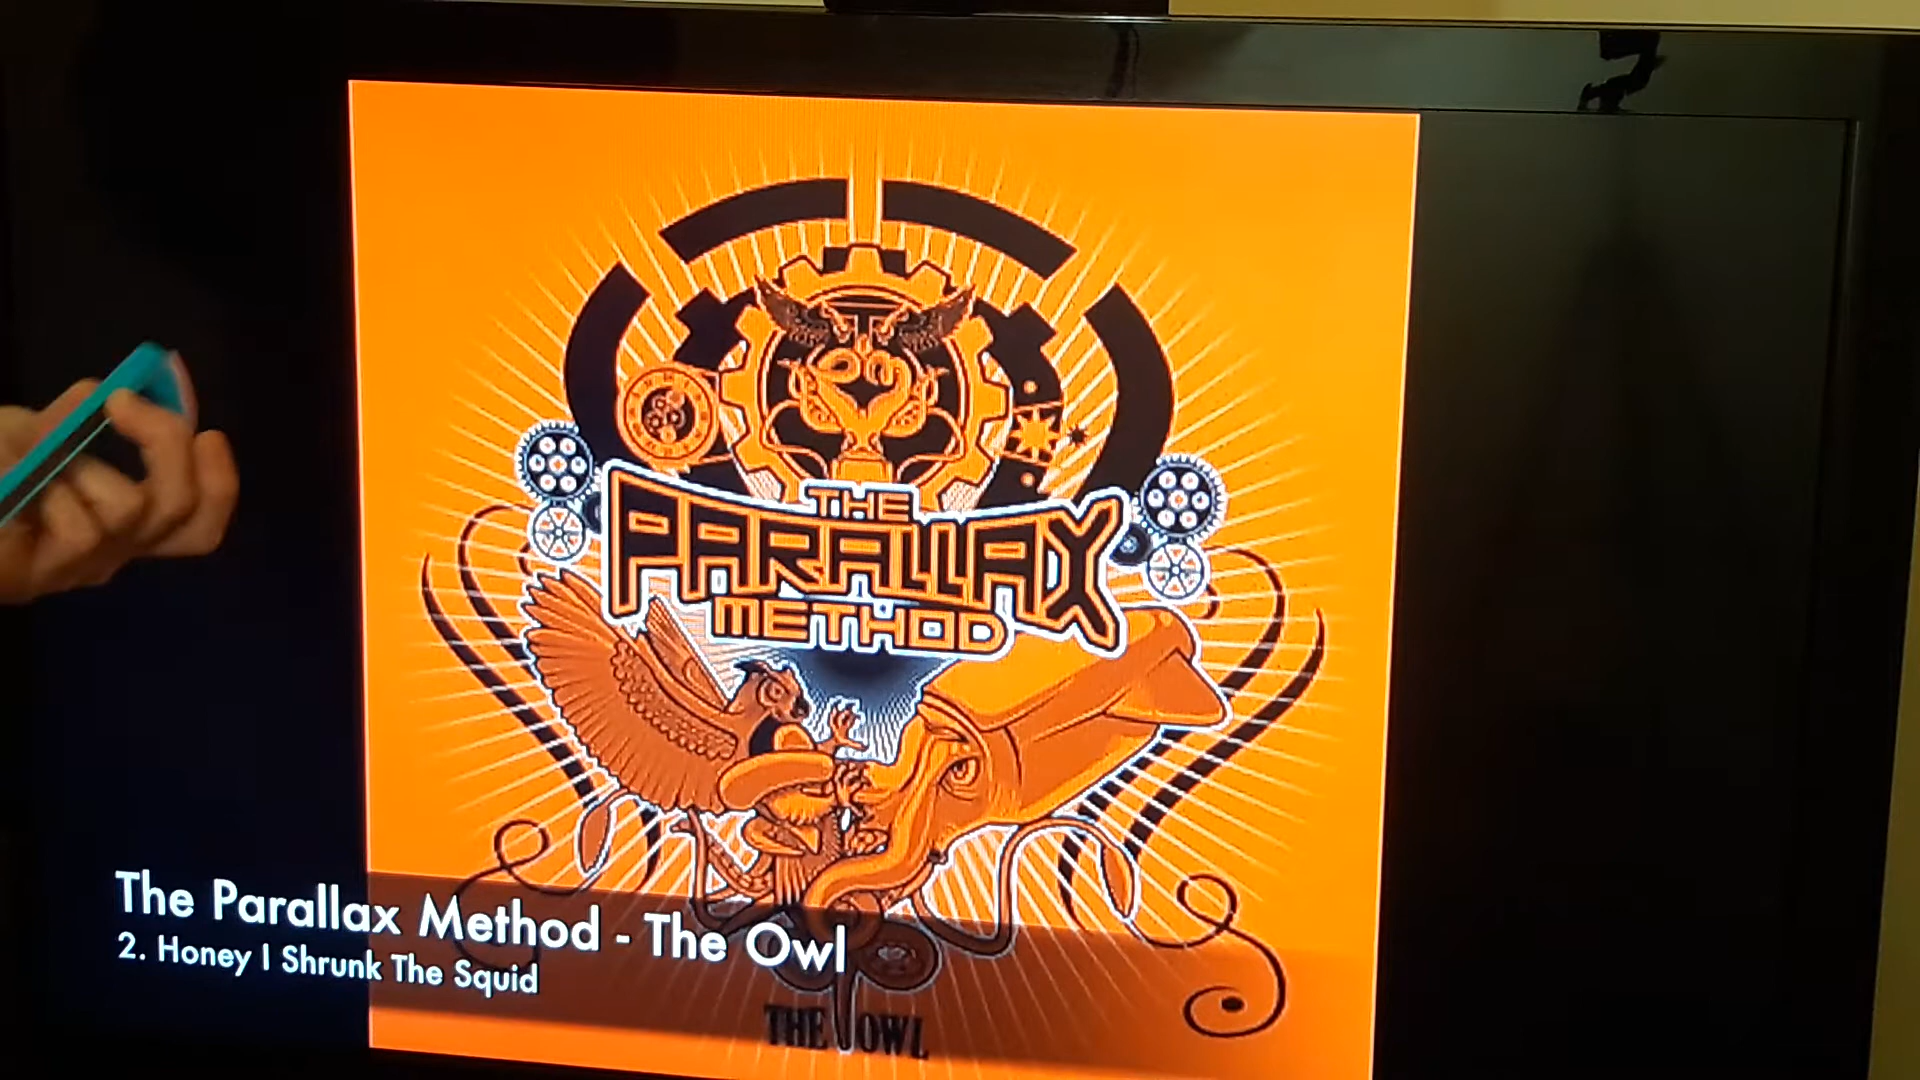 THE
PARALLAX
METHOD
The Parallax Method - The Owl
2. Honey I Shrunk The Squid
THE OWL